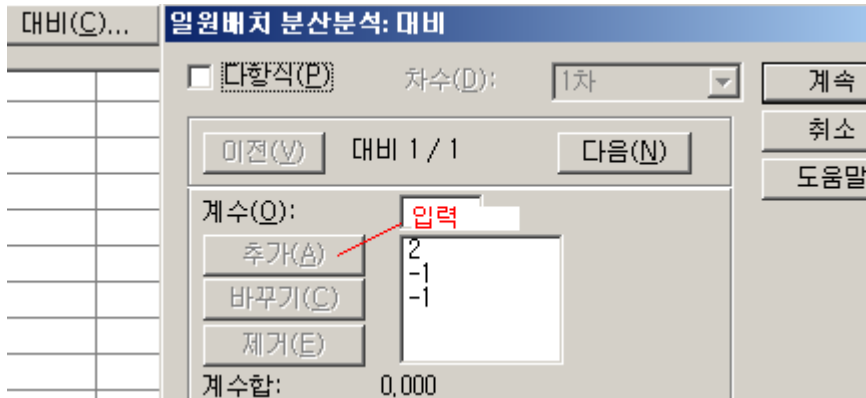 대비(C)...
일원배치 분산분석: 대비
다항식(P) 차수(D): 1차 계속
이전(V) 대비 1 / 1 다음(N) 취소
도움말
계수(O): 입력
추가(A) 2
-1
바꾸기(C) -1
제거(E)
계수합: 0,000